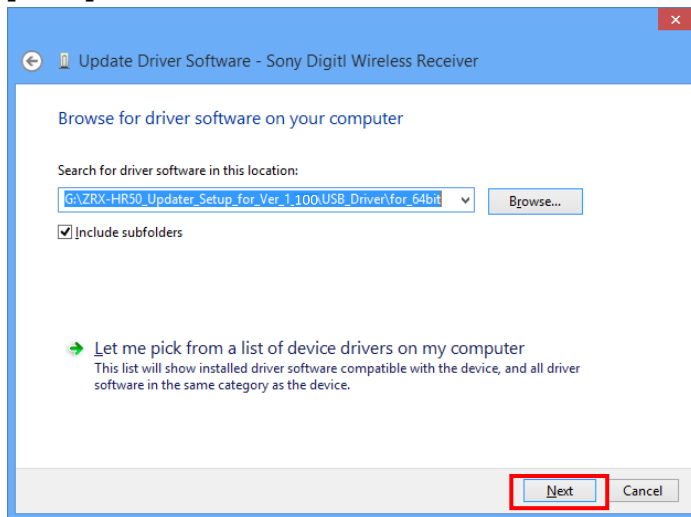 Update Driver Software - Sony Digitl Wireless Receiver
Browse for driver software on your computer
Search for driver software in this location:
G:\ZRX-HR50_Updater_Setup_for_Ver_1_100\USB_Driver\for_64bit
Browse...
Include subfolders
Let me pick from a list of device drivers on my computer
This list will show installed driver software compatible with the device, and all driver
software in the same category as the device.
Next
Cancel